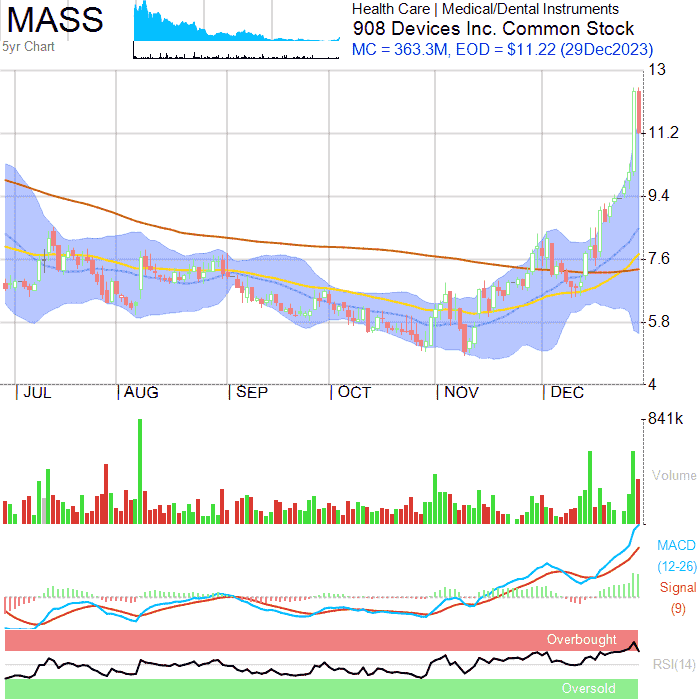 MASS
5yr Chart
Health Care | Medical/Dental Instruments
908 Devices Inc. Common Stock
MC = 363.3M, EOD = $11.22 (29Dec2023)
13
11.2
9.4
7.6
5.8
4
JUL AUG SEP OCT NOV DEC
841k
Volume
MACD
(12-26)
Signal
(9)
Overbought
RSI(14)
Oversold